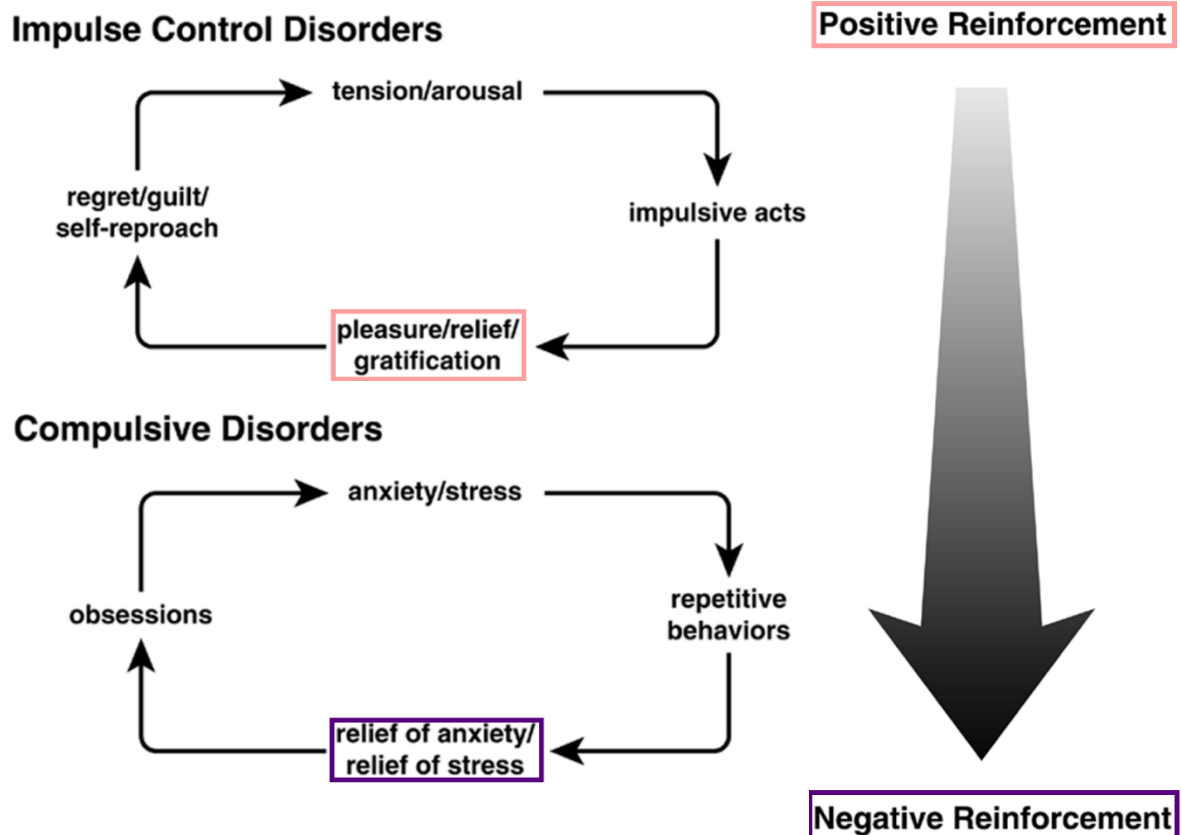 Impulse Control Disorders
Positive Reinforcement
tension/arousal
regret/guilt/
self-reproach
impulsive acts
pleasure/relief/
gratification
Compulsive Disorders
anxiety/stress
obsessions
repetitive
behaviors
relief of anxiety/
relief of stress
Negative Reinforcement